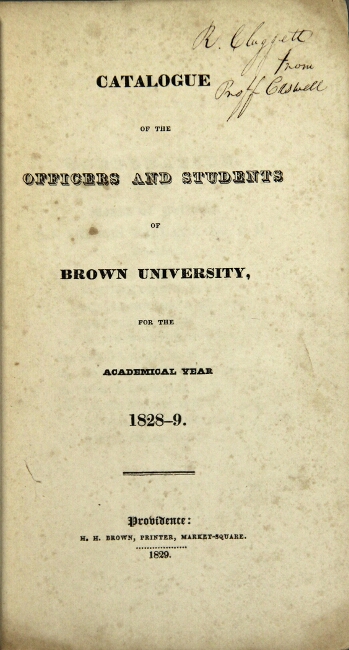 R. Claggett
from
Proff Caswell
CATALOGUE
OF THE
OFFICERS AND STUDENTS
OF
BROWN UNIVERSITY,
FOR THE
ACADEMICAL YEAR
1828-9.
Providence:
H. H. BROWN, PRINTER, MARKET-SQUARE.
1829.